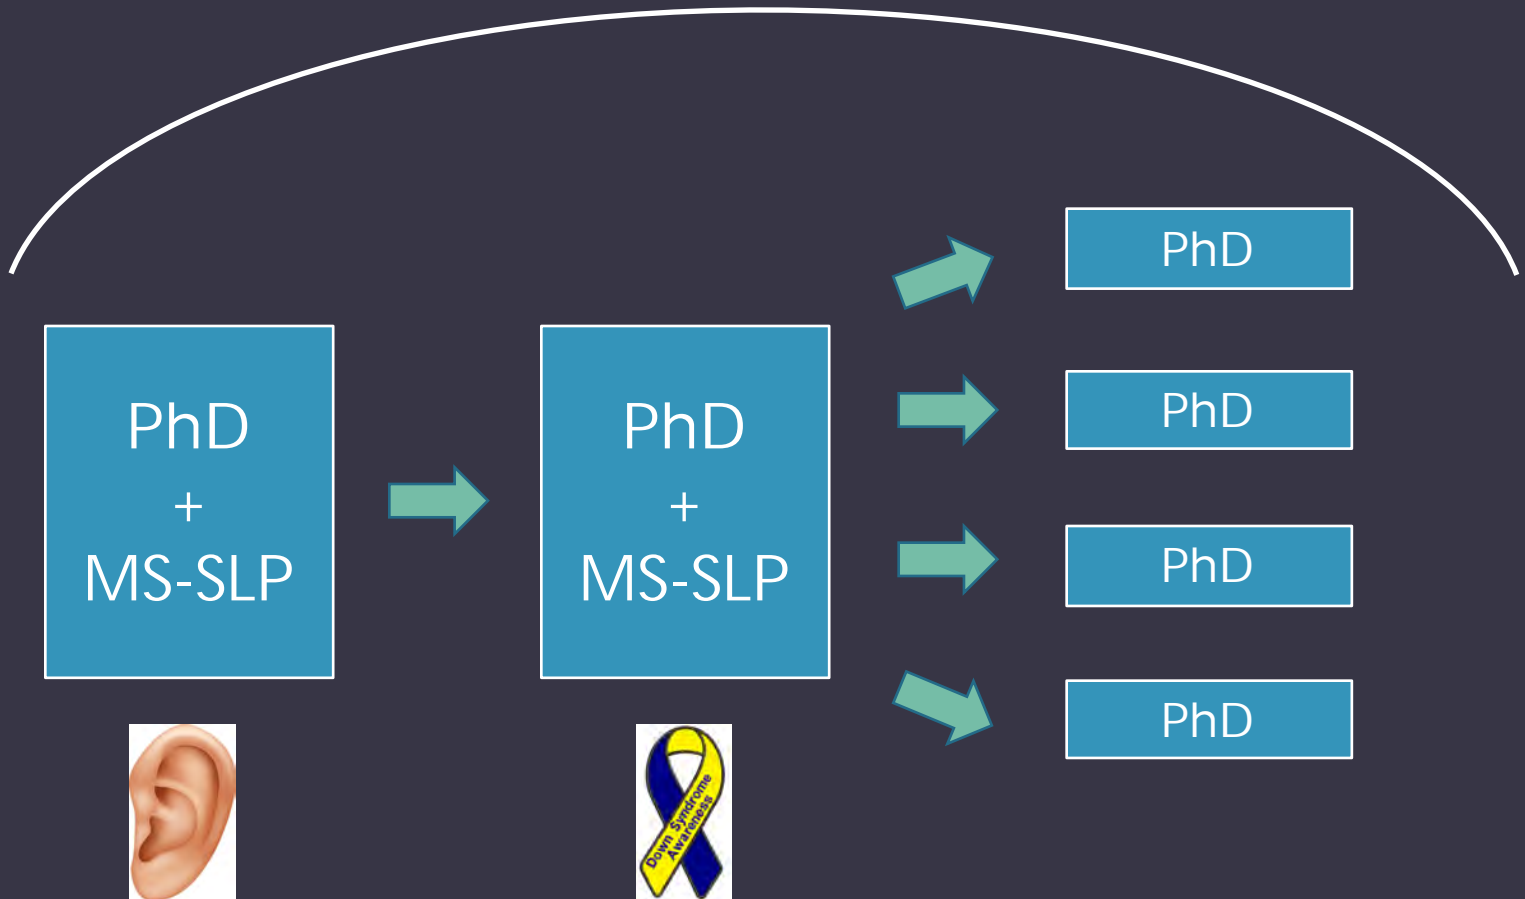 PhD
+
MS-SLP
PhD
+
MS-SLP
PhD
PhD
PhD
PhD
Down Syndrome
Awareness